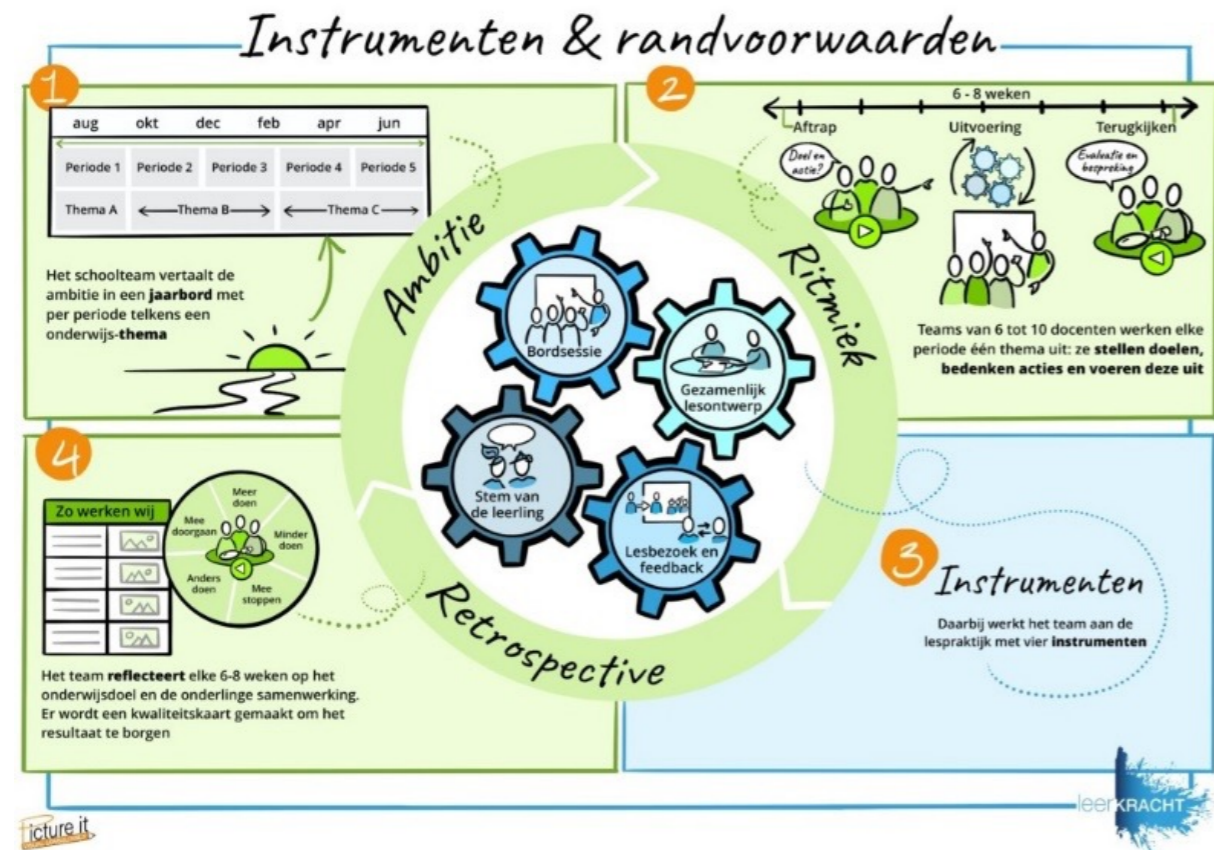 Instrumenten & randvoorwaarden
1
aug okt dec feb apr jun
Periode 1 Periode 2 Periode 3 Periode 4 Periode 5
Thema A Thema B Thema C
Het schoolteam vertaalt de
ambitie in een jaarbord met
per periode telkens een
onderwijs-thema
2
6 - 8 weken
Aftrap Uitvoering Terugkijken
Doel en
actie?
Evaluatie en
bespreking
Teams van 6 tot 10 docenten werken elke
periode één thema uit: ze stellen doelen,
bedenken acties en voeren deze uit
Ambitie
Ritmiek
Retrospective
Bordsessie
Gezamenlijk
lesontwerp
Stem van
de leerling
Lesbezoek en
feedback
3
Instrumenten
Daarbij werkt het team aan de
lespraktijk met vier instrumenten
4
Zo werken wij
Meer
doen
Minder
doen
Mee
stoppen
Anders
doen
Mee
doorgaan
Het team reflecteert elke 6-8 weken op het
onderwijsdoel en de onderlinge samenwerking.
Er wordt een kwaliteitskaart gemaakt om het
resultaat te borgen
leerKRACHT
Picture it